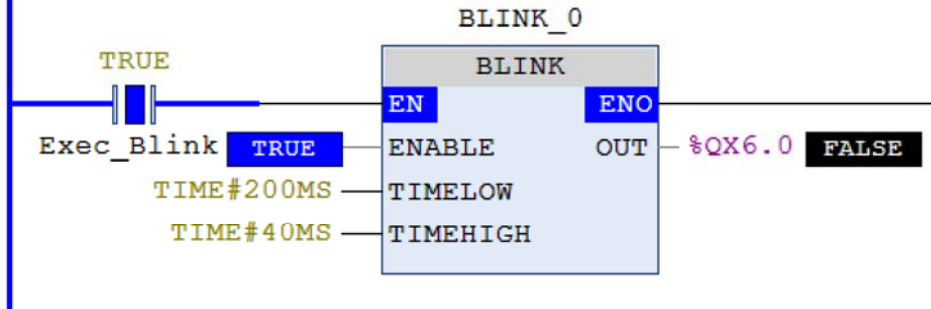 BLINK_0
TRUE
BLINK
EN ENO
Exec_Blink TRUE ENABLE OUT %QX6.0 FALSE
TIME#200MS TIMELOW
TIME#40MS TIMEHIGH